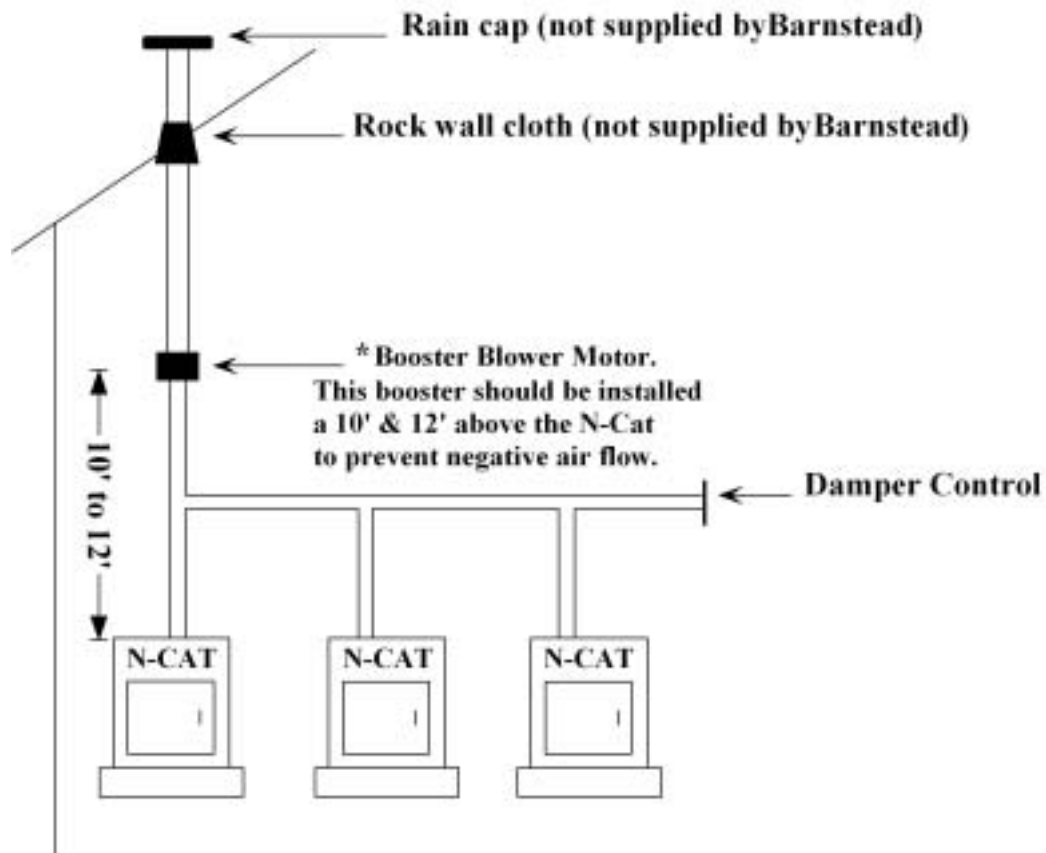 Rain cap (not supplied byBarnstead)
Rock wall cloth (not supplied byBarnstead)
*Booster Blower Motor.
This booster should be installed
a 10' & 12' above the N-Cat
to prevent negative air flow.
Damper Control
10' to 12'
N-CAT
N-CAT
N-CAT